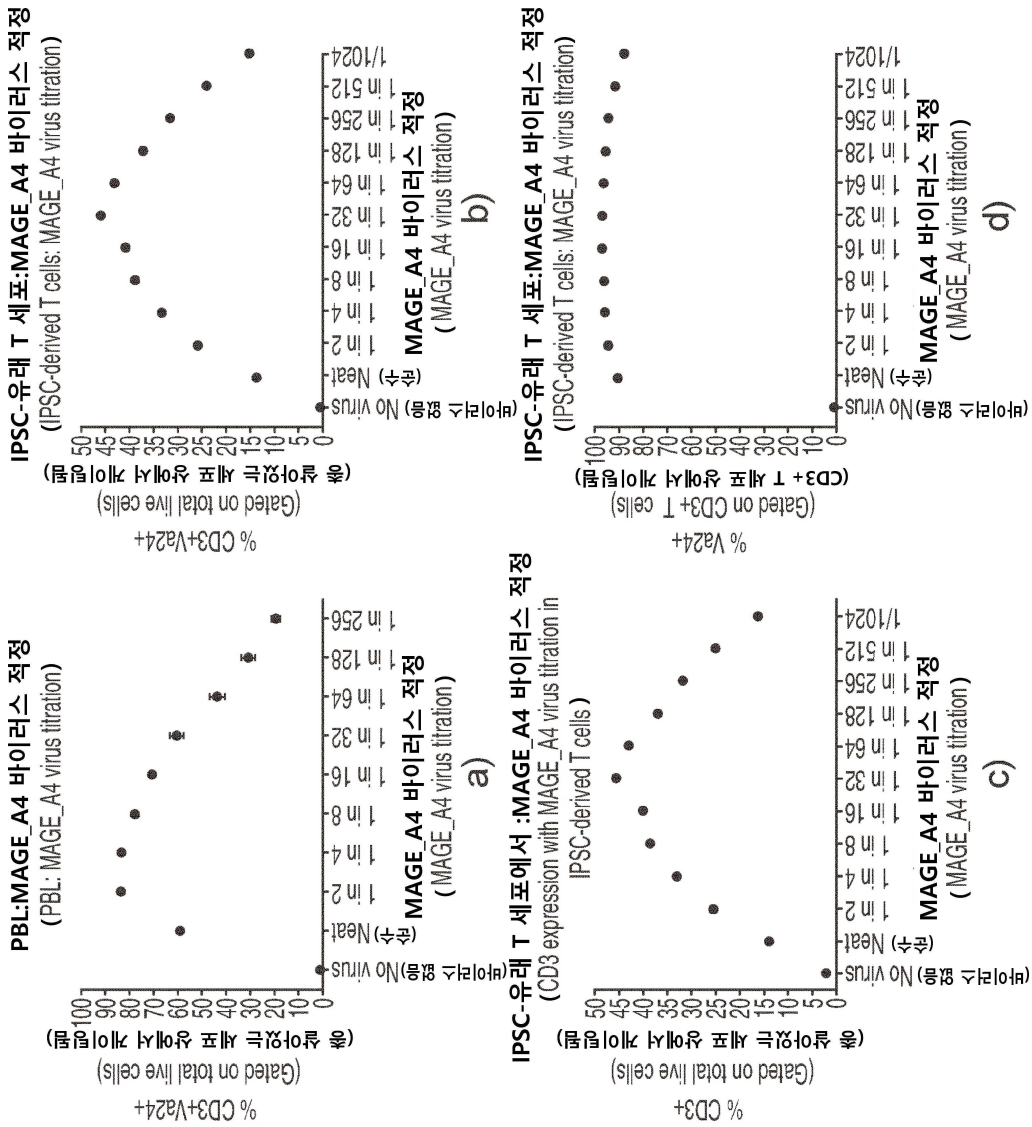 PBL:MAGE_A4 바이러스 적정
( PBL: MAGE_A4 virus titration)
% CD3+Va24+
(Gated on total live cells)
(총 살아있는 세포 상에서 게이팅됨)
100
90
80
70
60
50
40
30
20
10
0
No virus (바이러스 없음)
Neat (순수)
1 in 2
1 in 4
1 in 8
1 in 16
1 in 32
1 in 64
1 in 128
1 in 256
MAGE_A4 바이러스 적정
( MAGE_A4 virus titration)
a)
IPSC-유래 T 세포:MAGE_A4 바이러스 적정
(IPSC-derived T cells: MAGE_A4 virus titration)
% CD3+Va24+
(Gated on total live cells)
(총 살아있는 세포 상에서 게이팅됨)
50
45
40
35
30
25
20
15
10
5
0
No virus (바이러스 없음)
Neat (순수)
1 in 2
1 in 4
1 in 8
1 in 16
1 in 32
1 in 64
1 in 128
1 in 256
1 in 512
1/1024
MAGE_A4 바이러스 적정
( MAGE_A4 virus titration)
b)
IPSC-유래 T 세포에서 :MAGE_A4 바이러스 적정
(CD3 expression with MAGE_A4 virus titration in
IPSC-derived T cells )
% CD3+
(Gated on total live cells)
(총 살아있는 세포 상에서 게이팅됨)
50
45
40
35
30
25
20
15
10
5
0
No virus (바이러스 없음)
Neat (순수)
1 in 2
1 in 4
1 in 8
1 in 16
1 in 32
1 in 64
1 in 128
1 in 256
1 in 512
1/1024
MAGE_A4 바이러스 적정
( MAGE_A4 virus titration)
c)
IPSC-유래 T 세포:MAGE_A4 바이러스 적정
(IPSC-derived T cells: MAGE_A4 virus titration)
% Va24+
(Gated on CD3+ T cells)
(CD3+ T 세포 상에서 게이팅됨)
100
90
80
70
60
50
40
30
20
10
0
No virus (바이러스 없음)
Neat (순수)
1 in 2
1 in 4
1 in 8
1 in 16
1 in 32
1 in 64
1 in 128
1 in 256
1 in 512
1/1024
MAGE_A4 바이러스 적정
( MAGE_A4 virus titration)
d)